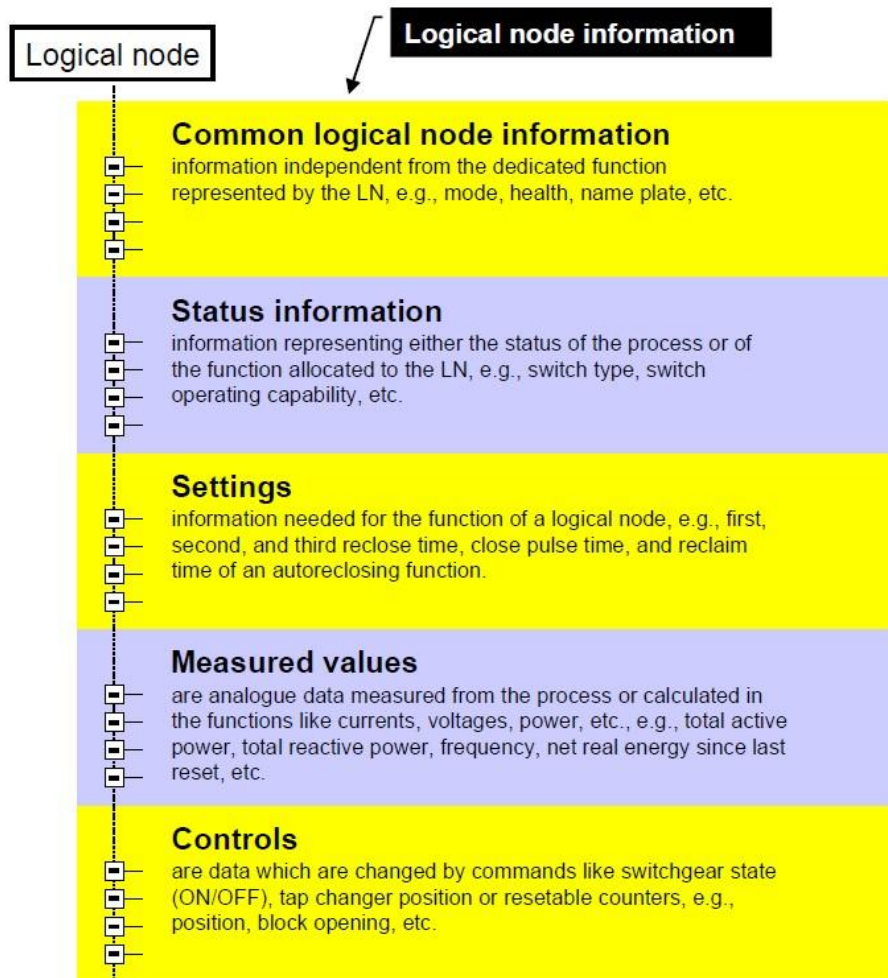 Logical node information
Logical node
Common logical node information
information independent from the dedicated function
represented by the LN, e.g., mode, health, name plate, etc.
Status information
information representing either the status of the process or of
the function allocated to the LN, e.g., switch type, switch
operating capability, etc.
Settings
information needed for the function of a logical node, e.g., first,
second, and third reclose time, close pulse time, and reclaim
time of an autoreclosing function.
Measured values
are analogue data measured from the process or calculated in
the functions like currents, voltages, power, etc., e.g., total active
power, total reactive power, frequency, net real energy since last
reset, etc.
Controls
are data which are changed by commands like switchgear state
(ON/OFF), tap changer position or resetable counters, e.g.,
position, block opening, etc.